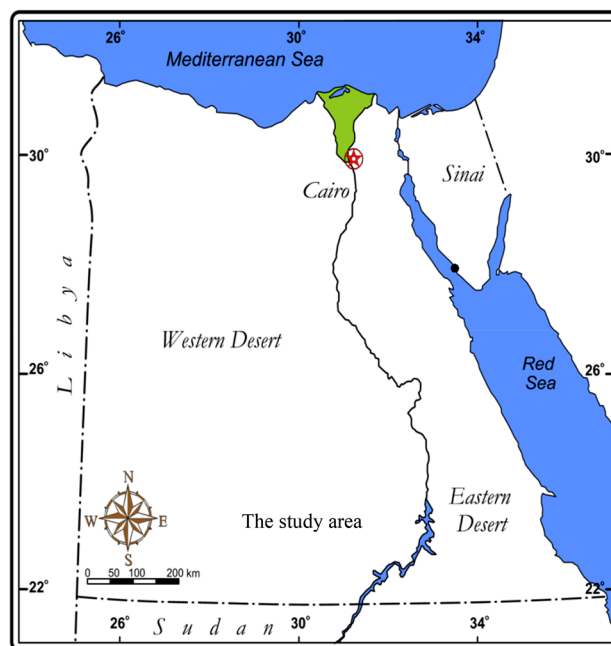 26° 30° 34°
Mediterranean Sea
30° 30°
Cairo
Sinai
Libya
Western Desert
26° 26°
Red
Sea
N
W E
S
Eastern
Desert
The study area
0 50 100 200 km
22° 22°
26° 30° 34°
Sudan